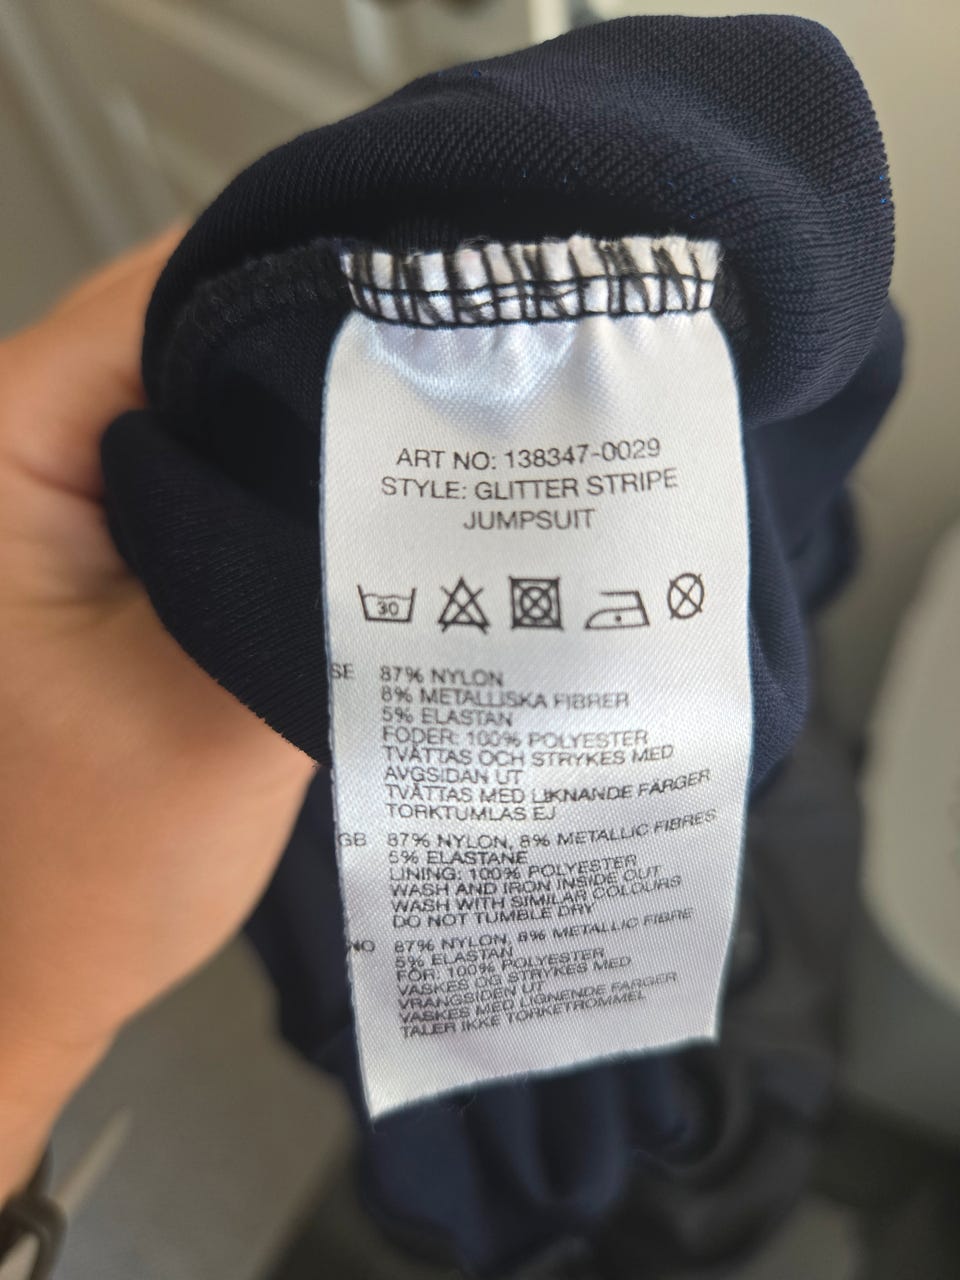 ART NO: 138347-0029
STYLE: GLITTER STRIPE
JUMPSUIT
30
SE 87% NYLON
8% METALLISKA FIBRER
5% ELASTAN
FODER: 100% POLYESTER
TVÄTTAS OCH STRYKES MED
AVGSIDAN UT
TVÄTTAS MED LIKNANDE FÄRGER
TORKTUMLAS EJ
GB 87% NYLON, 8% METALLIC FIBRES
5% ELASTANE
LINING: 100% POLYESTER
WASH AND IRON INSIDE OUT
WASH WITH SIMILAR COLOURS
DO NOT TUMBLE DRY
NO 87% NYLON, 8% METALLIC FIBRE
5% ELASTAN
FÔR: 100% POLYESTER
VASKES OG STRYKES MED
VRANGSIDEN UT
VASKES MED LIGNENDE FARGER
TALER IKKE TORKETROMMEL